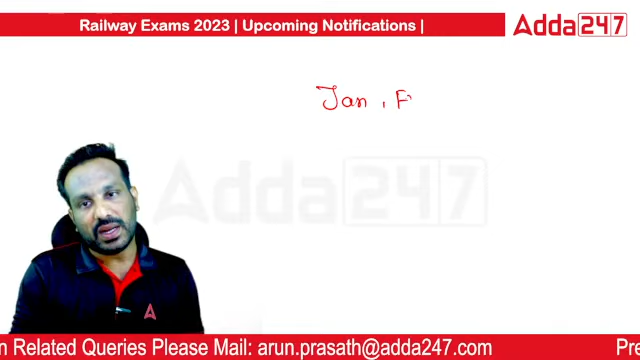 Railway Exams 2023 | Upcoming Notifications |
Adda247
Jan , F
Adda247
n Related Queries Please Mail: arun.prasath@adda247.com
Pre